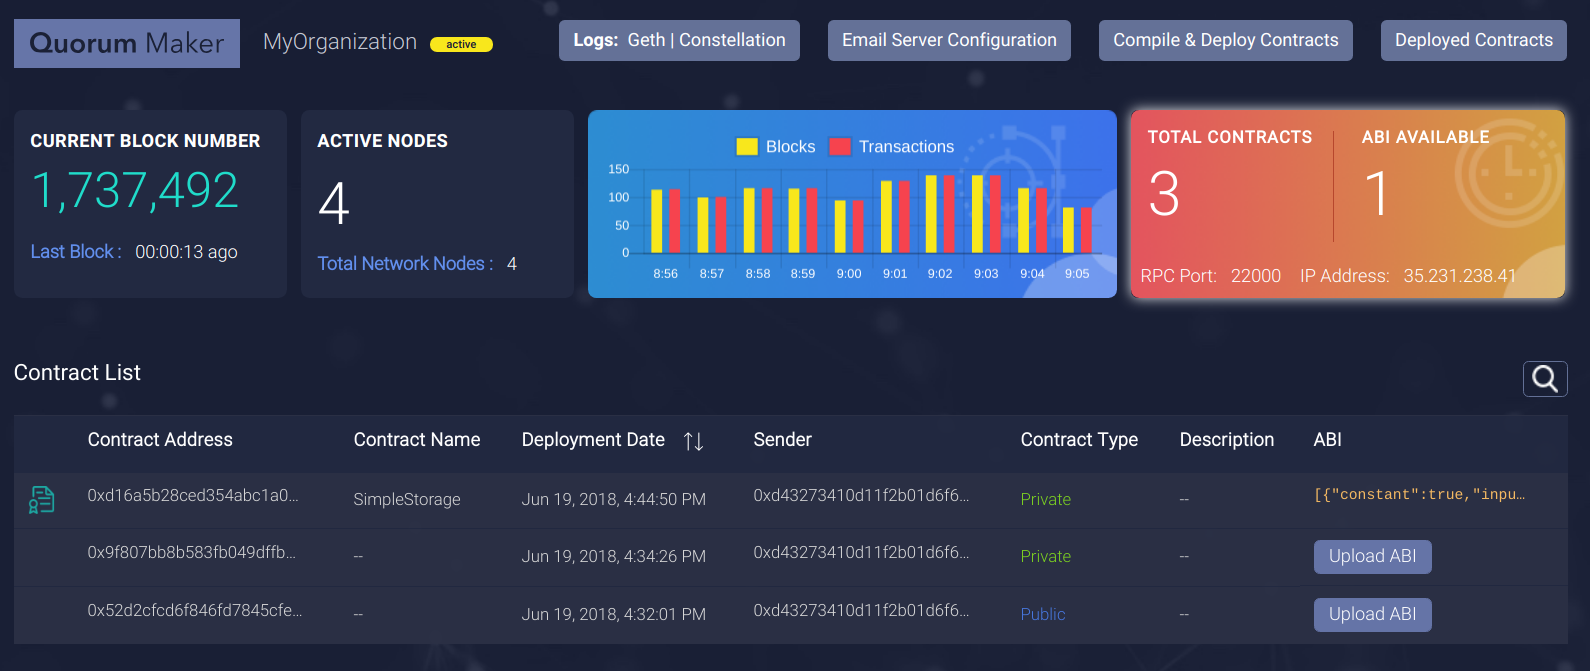 Quorum Maker MyOrganization active Logs: Geth | Constellation Email Server Configuration Compile & Deploy Contracts Deployed Contracts
CURRENT BLOCK NUMBER
1,737,492
Last Block : 00:00:13 ago
ACTIVE NODES
4
Total Network Nodes : 4
Blocks Transactions
150
100
50
0
8:56 8:57 8:58 8:59 9:00 9:01 9:02 9:03 9:04 9:05
TOTAL CONTRACTS ABI AVAILABLE
3 1
RPC Port: 22000 IP Address: 35.231.238.41
Contract List
Contract Address Contract Name Deployment Date Sender Contract Type Description ABI
0xd16a5b28ced354abc1a0... SimpleStorage Jun 19, 2018, 4:44:50 PM 0xd43273410d11f2b01d6f6... Private -- [{"constant":true,"inpu…
0x9f807bb8b583fb049dffb... -- Jun 19, 2018, 4:34:26 PM 0xd43273410d11f2b01d6f6... Private -- Upload ABI
0x52d2cfcd6f846fd7845cfe... -- Jun 19, 2018, 4:32:01 PM 0xd43273410d11f2b01d6f6... Public -- Upload ABI